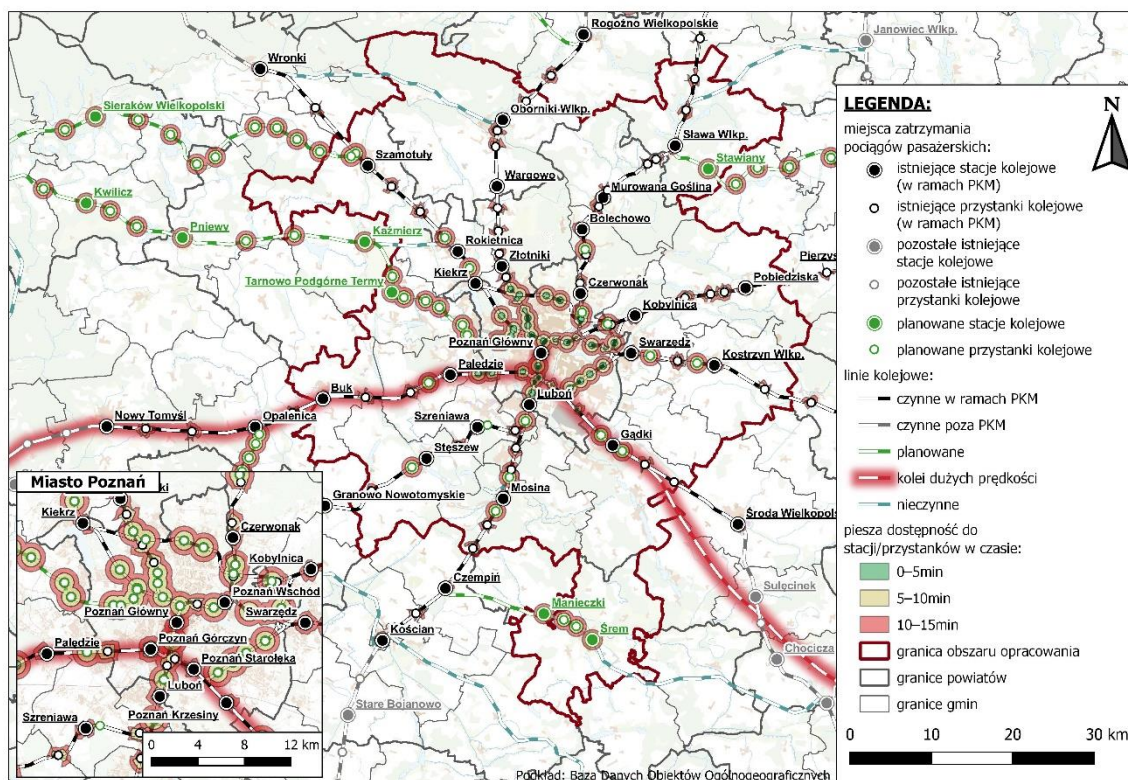 Rogoźno Wielkopolskie
Janowiec Wlkp.
Wronki
Sieraków Wielkopolski
Oborniki Wlkp.
Sława Wlkp.
Szamotuły
Stawiany
Wargowo
Murowana Goślina
Kwilicz
Bolechowo
Pniewy
Kaźmierz
Rokietnica
Złotniki
Pobiedziska
Kiekrz
Tarnowo Podgórne Termy
Czerwonak
Kobylnica
Poznań Główny
Swarzędz
Kostrzyn Wlkp.
Palędzie
Buk
Luboń
Nowy Tomyśl
Opalenica
Szreniawa
Gądki
Stęszew
Granowo Nowotomyskie
Mosina
Środa Wielkopols
Czempiń
Sulęcinek
Manieczki
Śrem
Kościan
Chocicza
Stare Bojanowo
Podkład: Baza Danych Obiektów Ogólnogeograficznych
Miasto Poznań
Kiekrz
Czerwonak
Kobylnica
Poznań Wschód
Poznań Główny
Swarzędz
Palędzie
Poznań Górczyn
Poznań Starołęka
Luboń
Szreniawa
Poznań Krzesiny
0 4 8 12 km
LEGENDA:
N
miejsca zatrzymania
pociągów pasażerskich:
istniejące stacje kolejowe
(w ramach PKM)
istniejące przystanki kolejowe
(w ramach PKM)
pozostałe istniejące
stacje kolejowe
pozostałe istniejące
przystanki kolejowe
planowane stacje kolejowe
planowane przystanki kolejowe
linie kolejowe:
czynne w ramach PKM
czynne poza PKM
planowane
kolei dużych prędkości
nieczynne
piesza dostępność do
stacji/przystanków w czasie:
0–5min
5–10min
10–15min
granica obszaru opracowania
granice powiatów
granice gmin
0 10 20 30 km